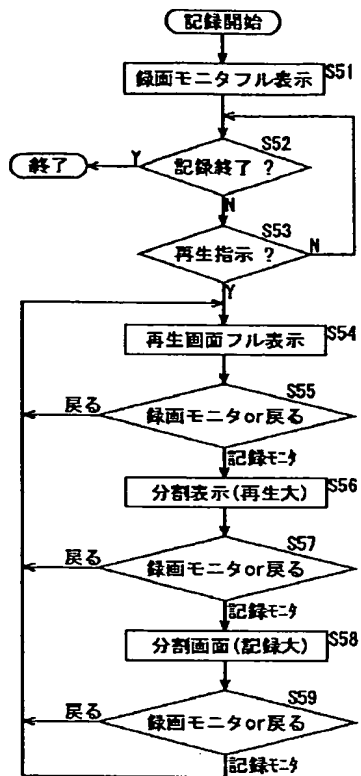 記録開始
S51
録画モニタフル表示
S52
Y
終了
記録終了 ?
N
S53
再生指示 ?
N
Y
S54
再生画面フル表示
S55
戻る
録画モニタor戻る
記録モニタ
S56
分割表示(再生大)
S57
戻る
録画モニタor戻る
記録モニタ
S58
分割画面(記録大)
S59
戻る
録画モニタor戻る
記録モニタ